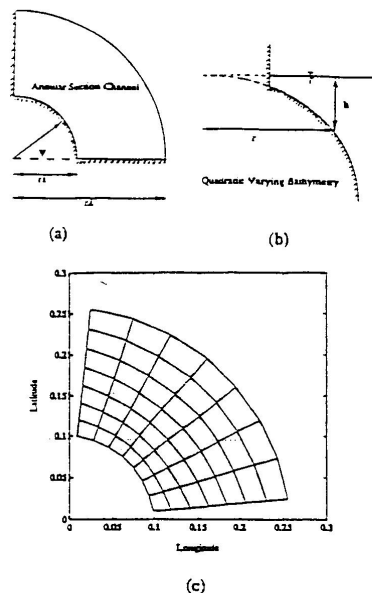 Annular Section Channel
r1
r2
(a)
h
r
Quadratic Varying Bathymetry
(b)
0.3
0.25
0.2
0.15
0.1
0.05
0
Latitude
0 0.05 0.1 0.15 0.2 0.25 0.3
Longitude
(c)